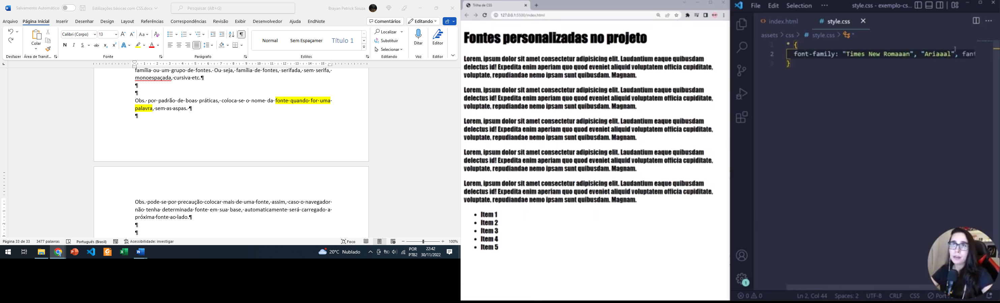 Salvamento Automático
Estilizações básicas com CSS.docx
Pesquisar (Alt+G)
Brayan Petrick Souza
Arquivo Página Inicial Inserir Desenhar Design Layout Referências Correspondências Revisão Exibir Desenvolvedor Ajuda EndNote
Comentários Editando
Colar
Calibri (Corpo) 13
Normal Sem Espaçamer Título 1
Localizar
Substituir
Selecionar
Ditar
Editor
Desfazer Área de Transf... Fonte Parágrafo Estilos Editando Voz Editor
família ou um grupo de fontes. Ou seja, família de fontes, serifada, sem serifa,
monoespaçada, cursiva etc.¶
¶
¶
Obs. por padrão de boas práticas, coloca-se o nome da fonte quando for uma
palavra, sem as aspas. ¶
¶
Obs. pode-se por precaução colocar mais de uma fonte, assim, caso o navegador
não tenha determinada fonte em sua base, automaticamente será carregado a
próxima fonte ao lado.¶
¶
¶
Página 33 de 33 3477 palavras Português (Brasil) Acessibilidade: investigar Foco 100%
20°C Nublado
POR
PTB2
22:42
30/11/2022
Trilha de CSS
127.0.0.1:5500/index.html
Fontes personalizadas no projeto
Lorem, ipsum dolor sit amet consectetur adipisicing elit. Laudantium eaque quibusdam
delectus id! Expedita enim aperiam quo quod eveniet aliquid voluptatem officia cupiditate,
voluptate, repudiandae nemo ipsam sunt quibusdam. Magnam.
Lorem, ipsum dolor sit amet consectetur adipisicing elit. Laudantium eaque quibusdam
delectus id! Expedita enim aperiam quo quod eveniet aliquid voluptatem officia cupiditate,
voluptate, repudiandae nemo ipsam sunt quibusdam. Magnam.
Lorem, ipsum dolor sit amet consectetur adipisicing elit. Laudantium eaque quibusdam
delectus id! Expedita enim aperiam quo quod eveniet aliquid voluptatem officia cupiditate,
voluptate, repudiandae nemo ipsam sunt quibusdam. Magnam.
Lorem, ipsum dolor sit amet consectetur adipisicing elit. Laudantium eaque quibusdam
delectus id! Expedita enim aperiam quo quod eveniet aliquid voluptatem officia cupiditate,
voluptate, repudiandae nemo ipsam sunt quibusdam. Magnam.
Lorem, ipsum dolor sit amet consectetur adipisicing elit. Laudantium eaque quibusdam
delectus id! Expedita enim aperiam quo quod eveniet aliquid voluptatem officia cupiditate,
voluptate, repudiandae nemo ipsam sunt quibusdam. Magnam.
• Item 1
• Item 2
• Item 3
• Item 4
• Item 5
File Edit Selection ··· style.css - exemplo-cs...
index.html # style.css
assets > css > # style.css > *
1 * {
2 font-family: "Times New Romaaan", "Ariaaal", fant
3 }
0 0 Ln 2, Col 44 Spaces: 2 UTF-8 CRLF CSS Port